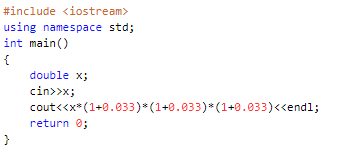 #include <iostream>
using namespace std;
int main()
{
    double x;
    cin>>x;
    cout<<x*(1+0.033)*(1+0.033)*(1+0.033)<<endl;
    return 0;
}